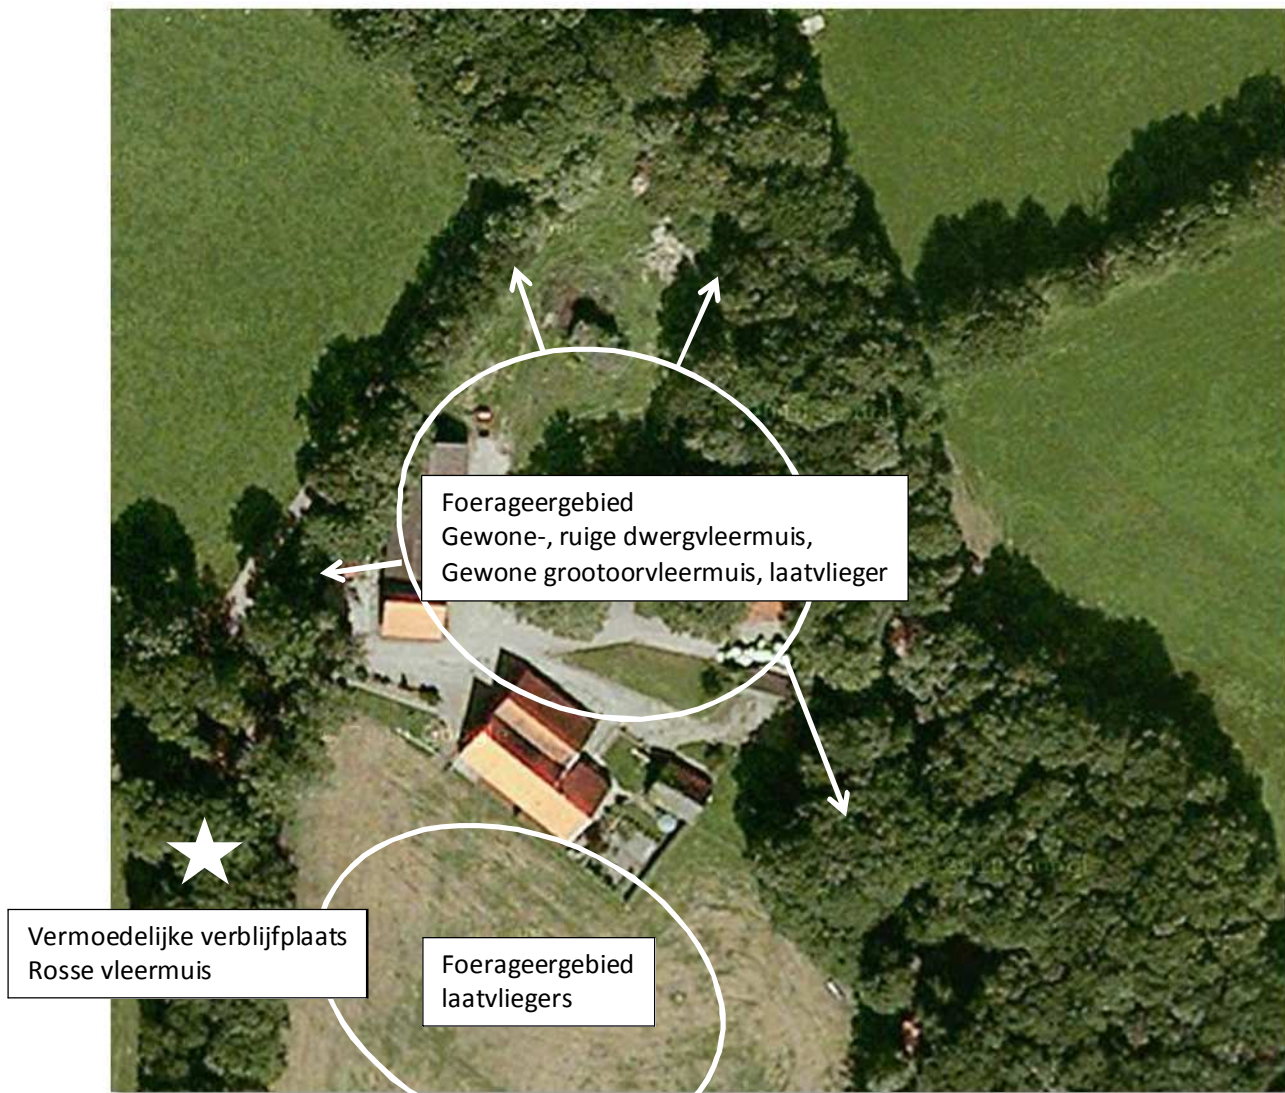 Foerageergebied
Gewone-, ruige dwergvleermuis,
Gewone grootoorvleermuis, laatvlieger
Vermoedelijke verblijfplaats
Rosse vleermuis
Foerageergebied
laatvliegers